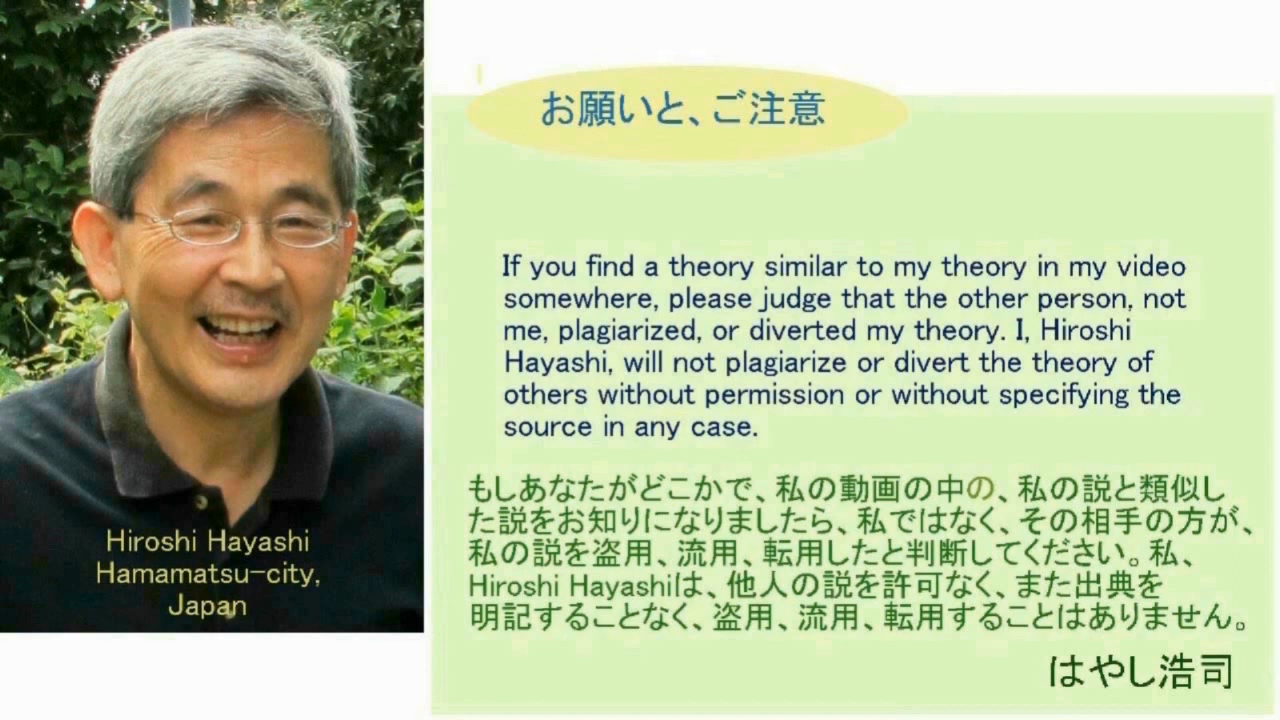 お願いと、ご注意
If you find a theory similar to my theory in my video
somewhere, please judge that the other person, not
me, plagiarized, or diverted my theory. I, Hiroshi
Hayashi, will not plagiarize or divert the theory of
others without permission or without specifying the
source in any case.
もしあなたがどこかで、私の動画の中の、私の説と類似し
た説をお知りになりましたら、私ではなく、その相手の方が、
私の説を盗用、流用、転用したと判断してください。私、
Hiroshi Hayashiは、他人の説を許可なく、また出典を
明記することなく、盗用、流用、転用することはありません。
はやし浩司
Hiroshi Hayashi
Hamamatsu-city,
Japan